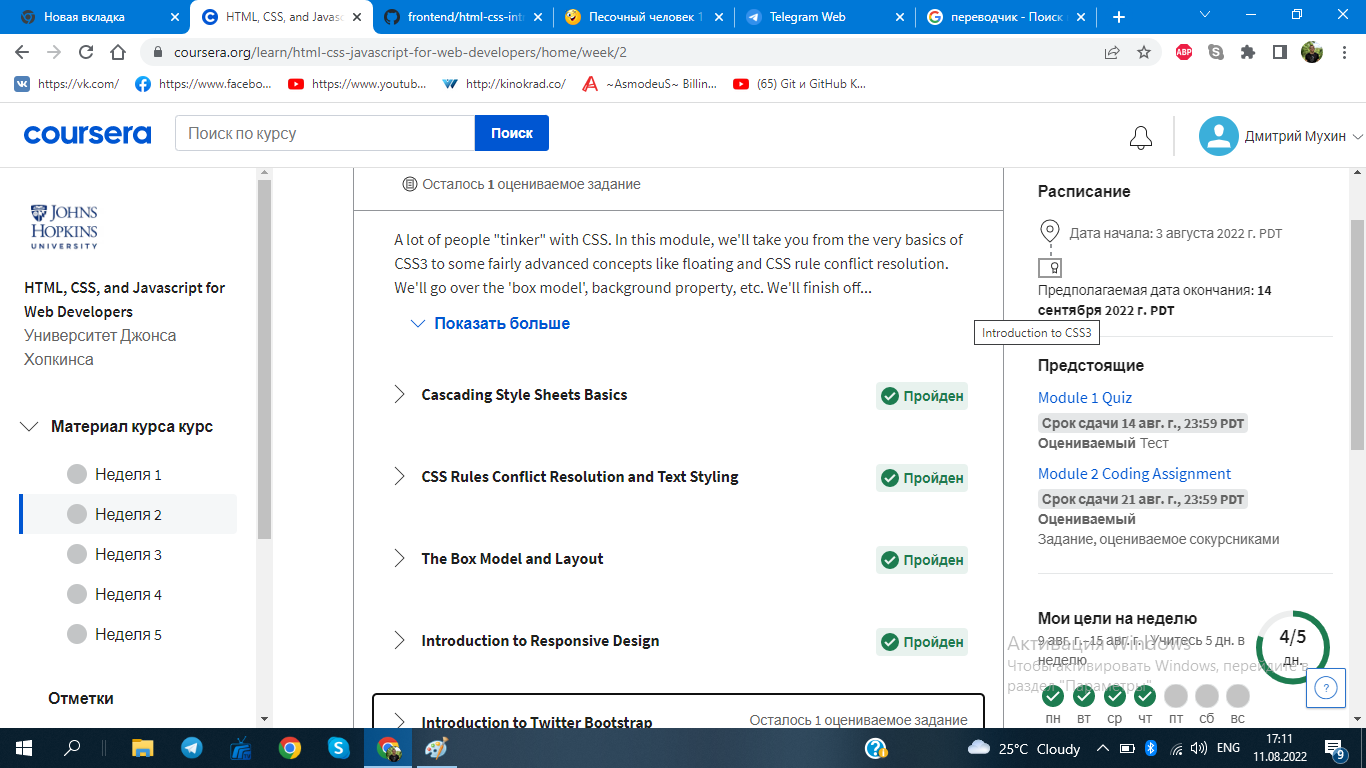 Новая вкладка
HTML, CSS, and Javasc
frontend/html-css-int
Песочный человек 1
Telegram Web
переводчик - Поиск
coursera.org/learn/html-css-javascript-for-web-developers/home/week/2
ABP
https://vk.com/
https://www.facebo...
https://www.youtub...
http://kinokrad.co/
~AsmodeuS~ Billin...
(65) Git и GitHub K...
coursera
Поиск по курсу
Поиск
Дмитрий Мухин
JOHNS
HOPKINS
UNIVERSITY
HTML, CSS, and Javascript for
Web Developers
Университет Джонса
Хопкинса
Материал курса курс
Неделя 1
Неделя 2
Неделя 3
Неделя 4
Неделя 5
Отметки
Осталось 1 оцениваемое задание
A lot of people "tinker" with CSS. In this module, we'll take you from the very basics of
CSS3 to some fairly advanced concepts like floating and CSS rule conflict resolution.
We'll go over the 'box model', background property, etc. We'll finish off...
Показать больше
Cascading Style Sheets Basics
Пройден
CSS Rules Conflict Resolution and Text Styling
Пройден
The Box Model and Layout
Пройден
Introduction to Responsive Design
Пройден
Introduction to Twitter Bootstrap
Осталось 1 оцениваемое задание
Расписание
Дата начала: 3 августа 2022 г. PDT
Предполагаемая дата окончания: 14
сентября 2022 г. PDT
Introduction to CSS3
Предстоящие
Module 1 Quiz
Срок сдачи 14 авг. г., 23:59 PDT
Оцениваемый Тест
Module 2 Coding Assignment
Срок сдачи 21 авг. г., 23:59 PDT
Оцениваемый
Задание, оцениваемое сокурсниками
Мои цели на неделю
9 авг. г.–15 авг. г. | Учитесь 5 дн. в
неделю
4/5
дн.
Активация Windows
Чтобы активировать Windows, перейдите в
раздел "Параметры".
пн вт ср чт пт сб вс
25°C Cloudy
ENG
17:11
11.08.2022
9